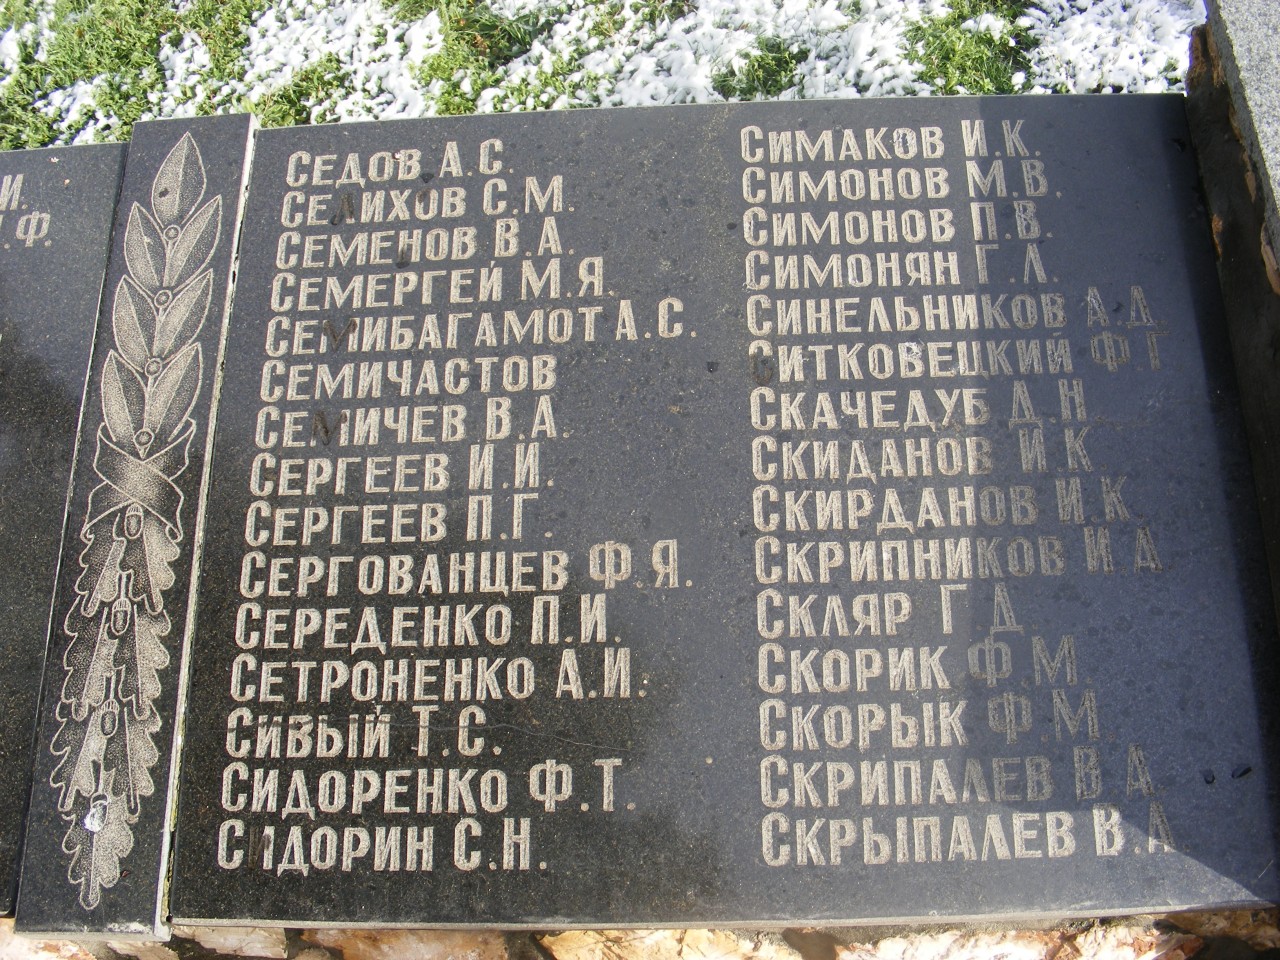 И.
.Ф.
СЕДОВ А.С.
СЕЛИХОВ С.М.
СЕМЕНОВ В.А.
СЕМЕРГЕЙ М.Я.
СЕМИБАГАМОТ А.С.
СЕМИЧАСТОВ
СЕМИЧЕВ В.А.
СЕРГЕЕВ И.И.
СЕРГЕЕВ П.Г.
СЕРГОВАНЦЕВ Ф.Я.
СЕРЕДЕНКО П.И.
СЕТРОНЕНКО А.И.
СИВЫЙ Т.С.
СИДОРЕНКО Ф.Т.
СИДОРИН С.Н.
СИМАКОВ И.К.
СИМОНОВ М.В.
СИМОНОВ П.В.
СИМОНЯН Г.Л.
СИНЕЛЬНИКОВ А.Д.
СИТКОВЕЦКИЙ Ф.Г.
СКАЧЕДУБ Д.Н.
СКИДАНОВ И.К.
СКИРДАНОВ И.К.
СКРИПНИКОВ И.А.
СКЛЯР Г.Д.
СКОРИК Ф.М.
СКОРЫК Ф.М.
СКРИПАЛЕВ В.А.
СКРЫПАЛЕВ В.А.